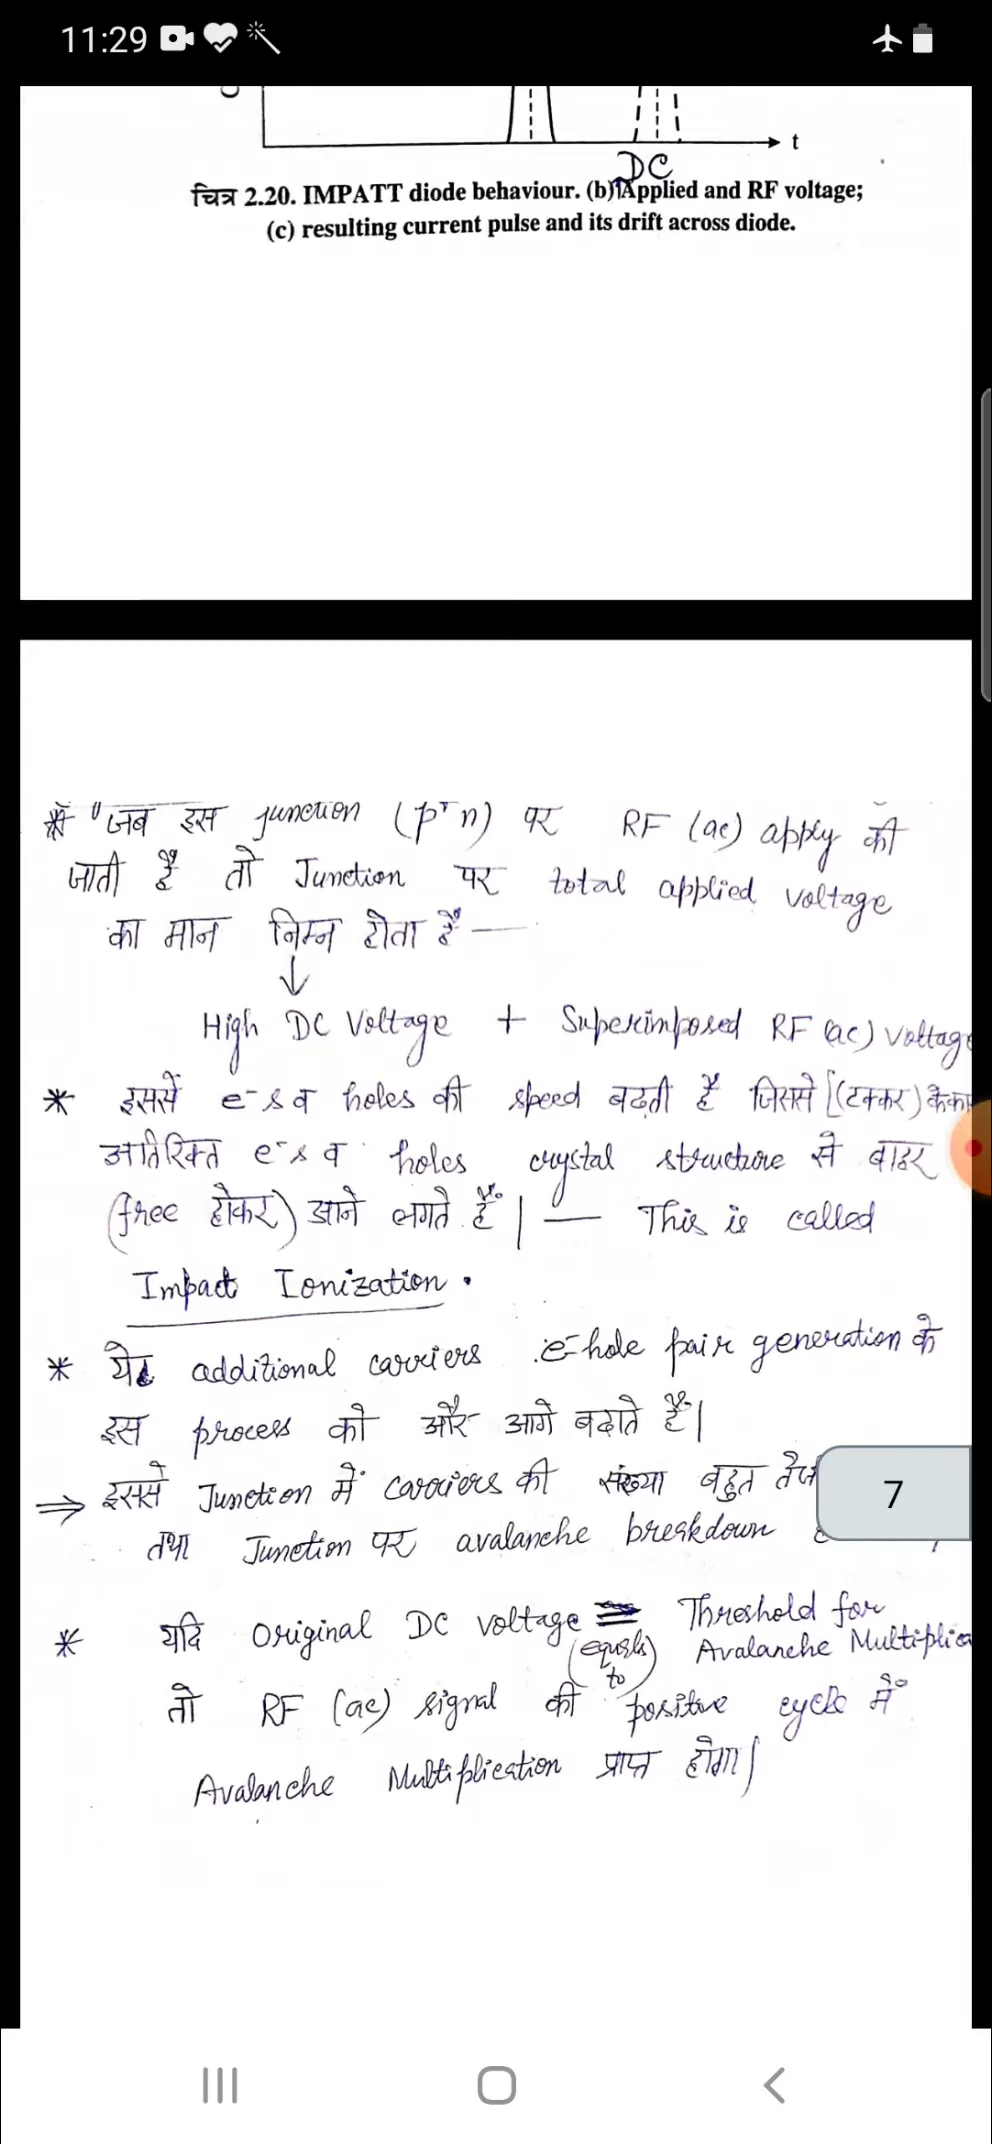 11:29
t
DC
चित्र 2.20. IMPATT diode behaviour. (b) Applied and RF voltage;
(c) resulting current pulse and its drift across diode.
* "जब इस junction (p⁺n) पर RF (ac) apply की
जाती है तो Junction पर total applied voltage
का मान निम्न होता है —
↓
High DC Voltage + Superimposed RF (ac) voltage
* इससें e⁻s व holes की speed बढती है जिससे [(टक्कर) के
अतिरिक्त e⁻s व holes crystal structure से बाहर
(free होकर) आने लगते हैं | — This is called
Impact Ionization.
* ये additional carriers e⁻hole pair generation के
इस process को और आगे बढाते हैं|
⇒ इससे Junction में carriers की संख्या बहुत
7
तथा Junction पर avalanche breakdown
* यदि Original DC voltage = Threshold for
(equals to) Avalanche
तो RF (ac) signal की positive cycle में
Avalanche Multiplication प्राप्त होगा|